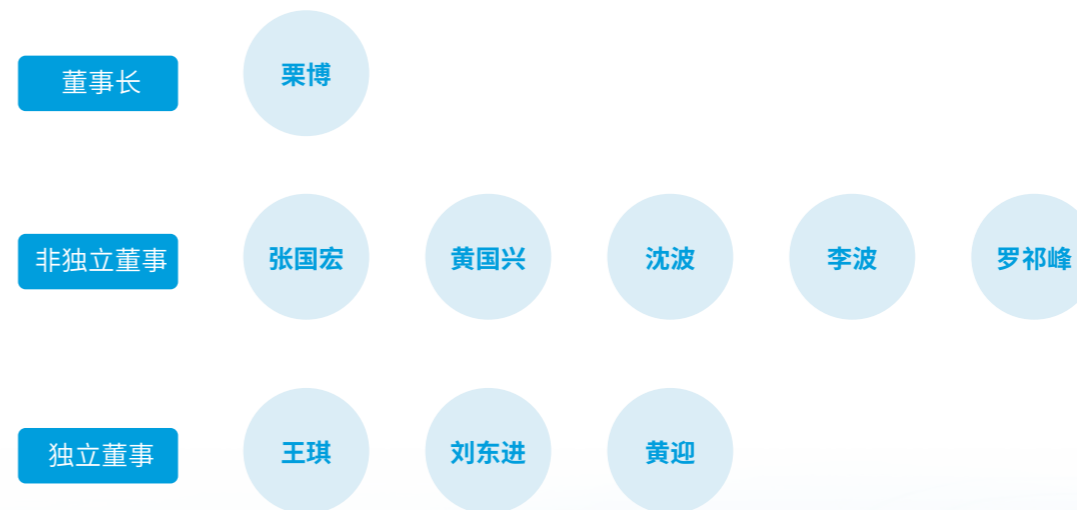 董事长
栗博
非独立董事
张国宏
黄国兴
沈波
李波
罗祁峰
独立董事
王琪
刘东进
黄迎